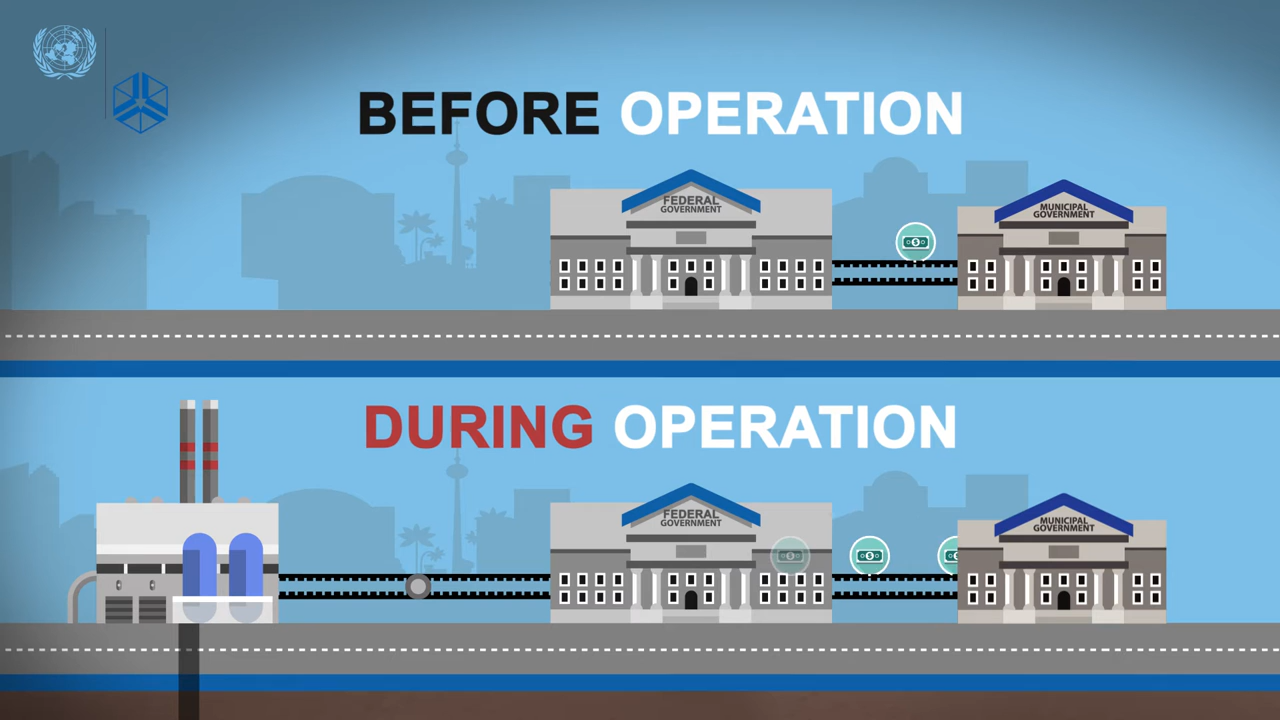 BEFORE OPERATION
FEDERAL
GOVERNMENT
MUNICIPAL
GOVERNMENT
$
DURING OPERATION
FEDERAL
GOVERNMENT
MUNICIPAL
GOVERNMENT
$
$
$